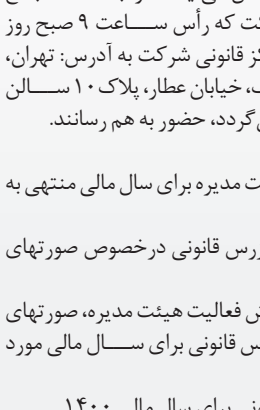 کت که رأس ساعت ۹ صبح روز
کز قانونی شرکت به آدرس: تهران،
، خیابان عطار، پلاک ۱۰ سالن
گردد، حضور به هم رسانند.
ت مدیره برای سال مالی منتهی به
رس قانونی درخصوص صورتهای
ش فعالیت هیئت مدیره، صورتهای
س قانونی برای سال مالی مورد
برای سال مالی ۱۴۰۰